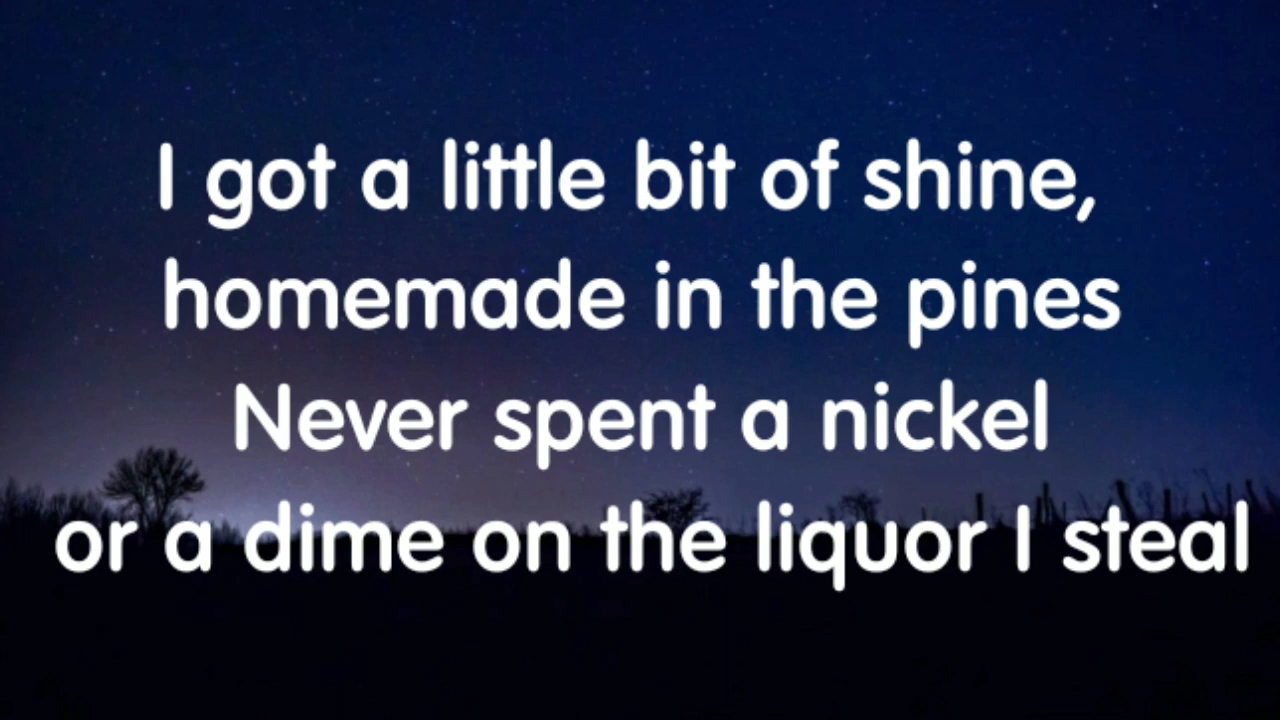 I got a little bit of shine,
homemade in the pines
Never spent a nickel
or a dime on the liquor I steal